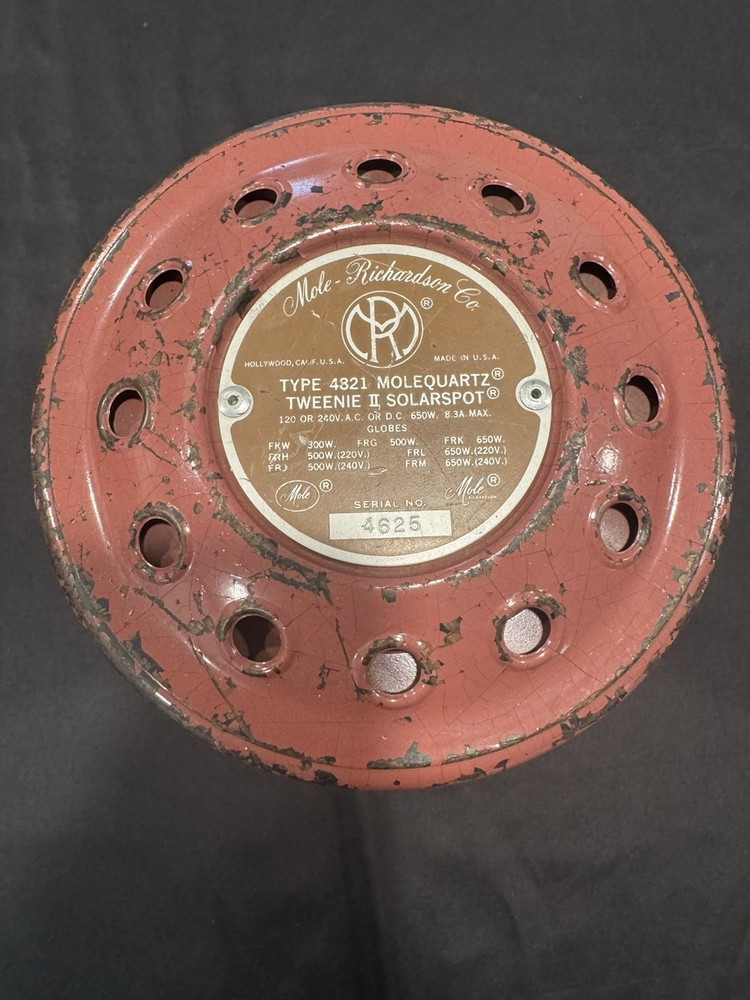 Mole-Richardson Co.
MR ®
HOLLYWOOD, CALIF. U.S.A. MADE IN U.S.A.
TYPE 4821 MOLEQUARTZ®
TWEENIE II SOLARSPOT®
120 OR 240V. A.C. OR D.C. 650W. 8.3A. MAX.
GLOBES
FKW 300W. FRG 500W. FRK 650W.
FRH 500W.(220V.) FRL 650W.(220V.)
FRJ 500W.(240V.) FRM 650W.(240V.)
Mole ® Mole ®
RICHARDSON
SERIAL NO.
4625